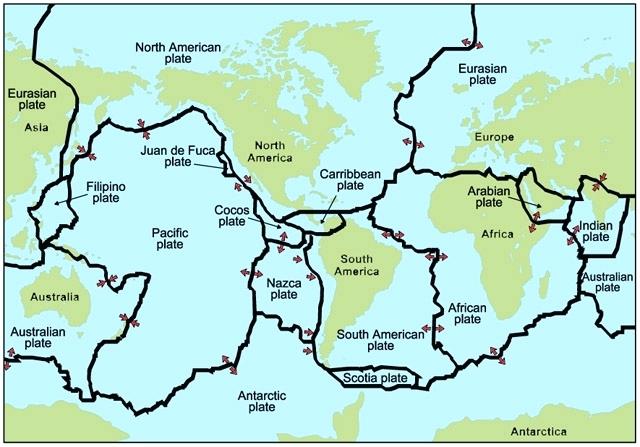 North American
plate
Eurasian
plate
Eurasian
plate
Asia
Europe
Juan de Fuca
plate
North
America
Carribbean
plate
Filipino
plate
Arabian
plate
Cocos
plate
Africa
Indian
plate
Pacific
plate
South
America
Nazca
plate
Australian
plate
Australia
African
plate
Australian
plate
South American
plate
Scotia plate
Antarctic
plate
Antarctica